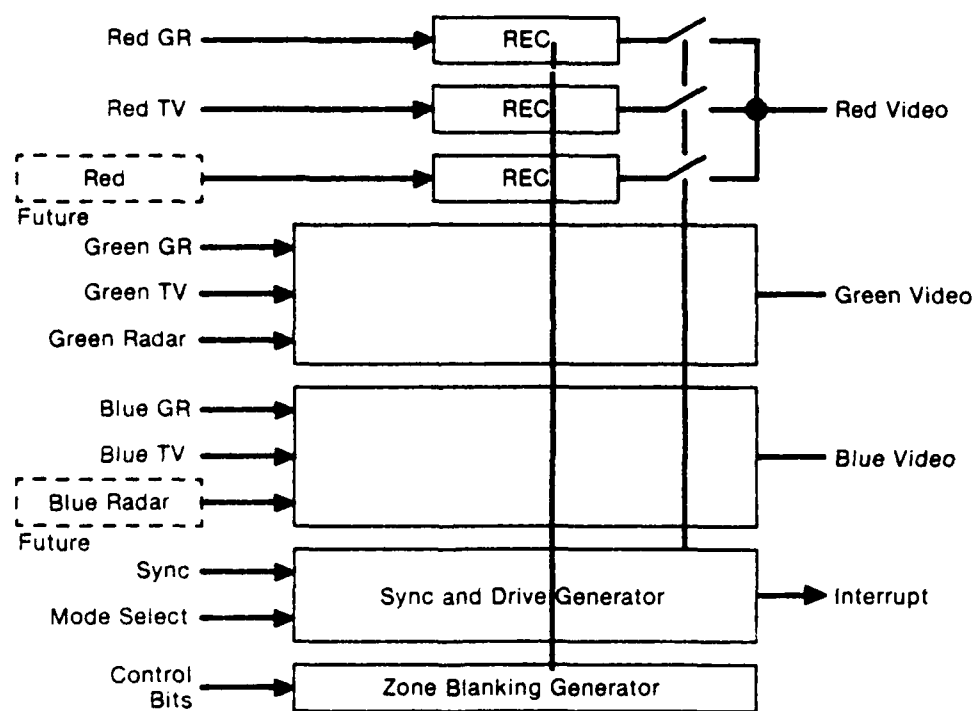 Red GR
REC
Red TV
REC
Red Video
Red
REC
Future
Green GR
Green TV
Green Video
Green Radar
Blue GR
Blue TV
Blue Video
Blue Radar
Future
Sync
Sync and Drive Generator
Interrupt
Mode Select
Control
Bits
Zone Blanking Generator